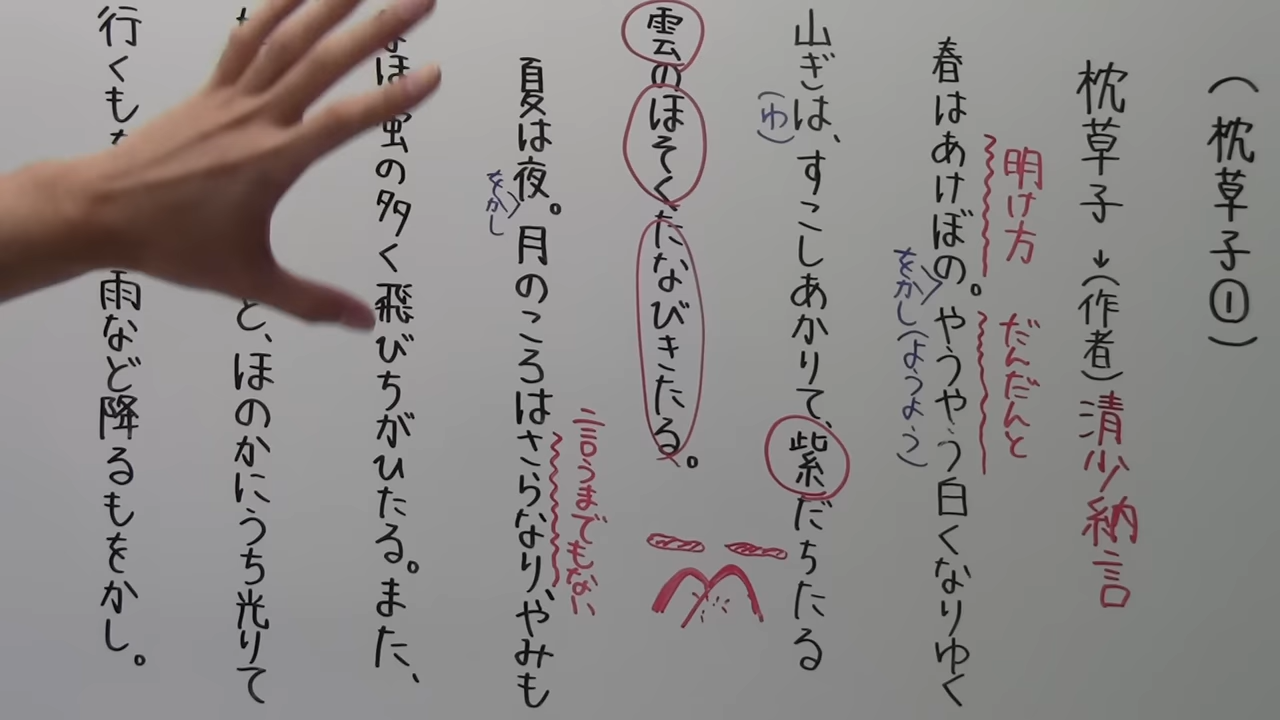 （枕草子①）
枕草子→（作者）清少納言
明け方 だんだんと
春はあけぼの。やうやう白くなりゆく
をかし（ようよう）
山ぎは、すこしあかりて、紫だちたる
（わ）
雲のほそくたなびきたる。
言うまでもない
夏は夜。月のころはさらなり、やみも
をかし
ほ 虫の多く飛びちがひたる。また、
と、ほのかにうち光りて
行くも 雨など降るもをかし。